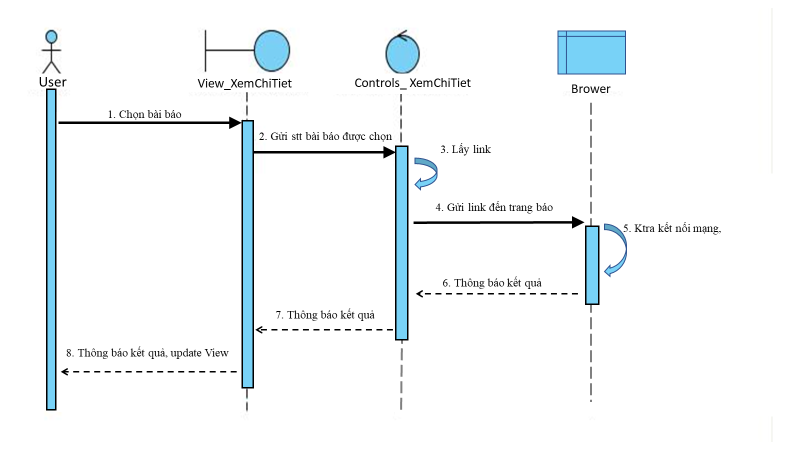 User
View_XemChiTiet
Controls_ XemChiTiet
Brower
1. Chọn bài báo
2. Gửi stt bài báo được chọn
3. Lấy link
4. Gửi link đến trang báo
5. Ktra kết nối mạng,
6. Thông báo kết quả
7. Thông báo kết quả
8. Thông báo kết quả, update View